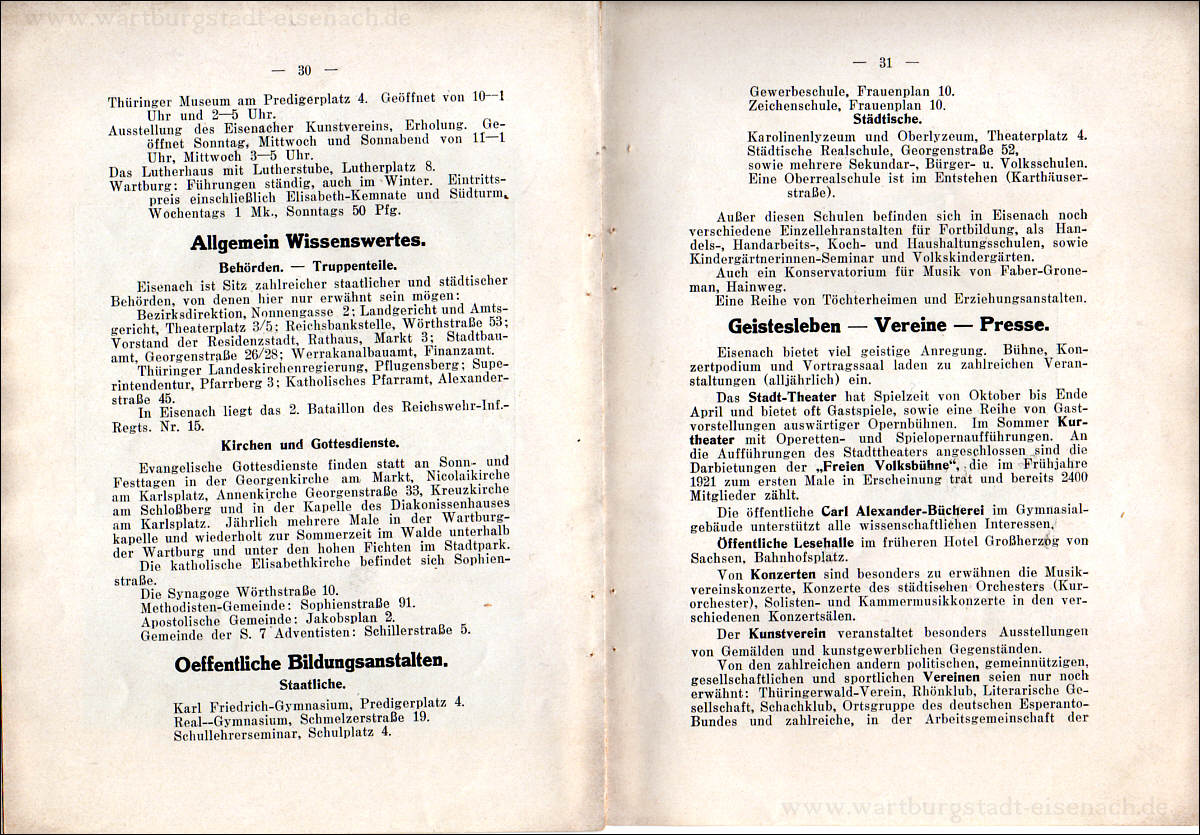 www.wartburgstadt-eisenach.de
— 30 —
Thüringer Museum am Predigerplatz 4. Geöffnet von 10—1
Uhr und 2—5 Uhr.
Ausstellung des Eisenacher Kunstvereins, Erholung. Ge-
öffnet Sonntag, Mittwoch und Sonnabend von 11—1
Uhr, Mittwoch 3—5 Uhr.
Das Lutherhaus mit Lutherstube, Lutherplatz 8.
Wartburg: Führungen ständig, auch im Winter. Eintritts-
preis einschließlich Elisabeth-Kemnate und Südturm,
Wochentags 1 Mk., Sonntags 50 Pfg.
Allgemein Wissenswertes.
Behörden. — Truppenteile.
Eisenach ist Sitz zahlreicher staatlicher und städtischer
Behörden, von denen hier nur erwähnt sein mögen:
Bezirksdirektion, Nonnengasse 2; Landgericht und Amts-
gericht, Theaterplatz 3/5; Reichsbankstelle, Wörthstraße 53;
Vorstand der Residenzstadt, Rathaus, Markt 3; Stadtbau-
amt, Georgenstraße 26/28; Werrakanalbauamt, Finanzamt.
Thüringer Landeskirchenregierung, Pflugensberg; Supe-
rintendentur, Pfarrberg 3; Katholisches Pfarramt, Alexander-
straße 45.
In Eisenach liegt das 2. Bataillon des Reichswehr-Inf.-
Regts. Nr. 15.
Kirchen und Gottesdienste.
Evangelische Gottesdienste finden statt an Sonn- und
Festtagen in der Georgenkirche am Markt, Nicolaikirche
am Karlsplatz, Annenkirche Georgenstraße 33, Kreuzkirche
am Schloßberg und in der Kapelle des Diakonissenhauses
am Karlsplatz. Jährlich mehrere Male in der Wartburg-
kapelle und wiederholt zur Sommerzeit im Walde unterhalb
der Wartburg und unter den hohen Fichten im Stadtpark.
Die katholische Elisabethkirche befindet sich Sophien-
straße.
Die Synagoge Wörthstraße 10.
Methodisten-Gemeinde: Sophienstraße 91.
Apostolische Gemeinde: Jakobsplan 2.
Gemeinde der S. 7 Adventisten: Schillerstraße 5.
Oeffentliche Bildungsanstalten.
Staatliche.
Karl Friedrich-Gymnasium, Predigerplatz 4.
Real--Gymnasium, Schmelzerstraße 19.
Schullehrerseminar, Schulplatz 4.
— 31 —
Gewerbeschule, Frauenplan 10.
Zeichenschule, Frauenplan 10.
Städtische.
Karolinenlyzeum und Oberlyzeum, Theaterplatz 4.
Städtische Realschule, Georgenstraße 52,
sowie mehrere Sekundar-, Bürger- u. Volksschulen.
Eine Oberrealschule ist im Entstehen (Karthäuser-
straße).
Außer diesen Schulen befinden sich in Eisenach noch
verschiedene Einzellehranstalten für Fortbildung, als Han-
dels-, Handarbeits-, Koch- und Haushaltungsschulen, sowie
Kindergärtnerinnen-Seminar und Volkskindergärten.
Auch ein Konservatorium für Musik von Faber-Grone-
man, Hainweg.
Eine Reihe von Töchterheimen und Erziehungsanstalten.
Geistesleben — Vereine — Presse.
Eisenach bietet viel geistige Anregung. Bühne, Kon-
zertpodium und Vortragssaal laden zu zahlreichen Veran-
staltungen (alljährlich) ein.
Das Stadt-Theater hat Spielzeit von Oktober bis Ende
April und bietet oft Gastspiele, sowie eine Reihe von Gast-
vorstellungen auswärtiger Opernbühnen. Im Sommer Kur-
theater mit Operetten- und Spielopernaufführungen. An
die Aufführungen des Stadttheaters angeschlossen sind die
Darbietungen der „Freien Volksbühne“, die im Frühjahre
1921 zum ersten Male in Erscheinung trat und bereits 2400
Mitglieder zählt.
Die öffentliche Carl Alexander-Bücherei im Gymnasial-
gebäude unterstützt alle wissenschaftlichen Interessen.
Öffentliche Lesehalle im früheren Hotel Großherzog von
Sachsen, Bahnhofsplatz.
Von Konzerten sind besonders zu erwähnen die Musik-
vereinskonzerte, Konzerte des städtisehen Orchesters (Kur-
orchester), Solisten- und Kammermusikkonzerte in den ver-
schiedenen Konzertsälen.
Der Kunstverein veranstaltet besonders Ausstellungen
von Gemälden und kunstgewerblichen Gegenständen.
Von den zahlreichen andern politischen, gemeinnützigen,
gesellschaftlichen und sportlichen Vereinen seien nur noch
erwähnt: Thüringerwald-Verein, Rhönklub, Literarische Ge-
sellschaft, Schachklub, Ortsgruppe des deutschen Esperanto-
Bundes und zahlreiche, in der Arbeitsgemeinschaft der
www.wartburgstadt-eisenach.de